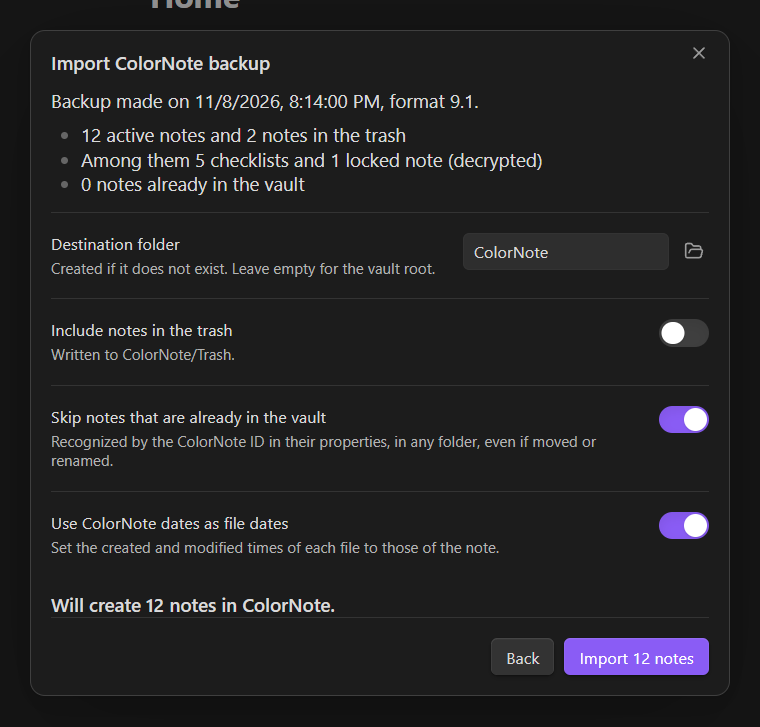 Home
Import ColorNote backup
Backup made on 11/8/2026, 8:14:00 PM, format 9.1.
12 active notes and 2 notes in the trash
Among them 5 checklists and 1 locked note (decrypted)
0 notes already in the vault
Destination folder
Created if it does not exist. Leave empty for the vault root.
ColorNote
Include notes in the trash
Written to ColorNote/Trash.
Skip notes that are already in the vault
Recognized by the ColorNote ID in their properties, in any folder, even if moved or
renamed.
Use ColorNote dates as file dates
Set the created and modified times of each file to those of the note.
Will create 12 notes in ColorNote.
Back
Import 12 notes